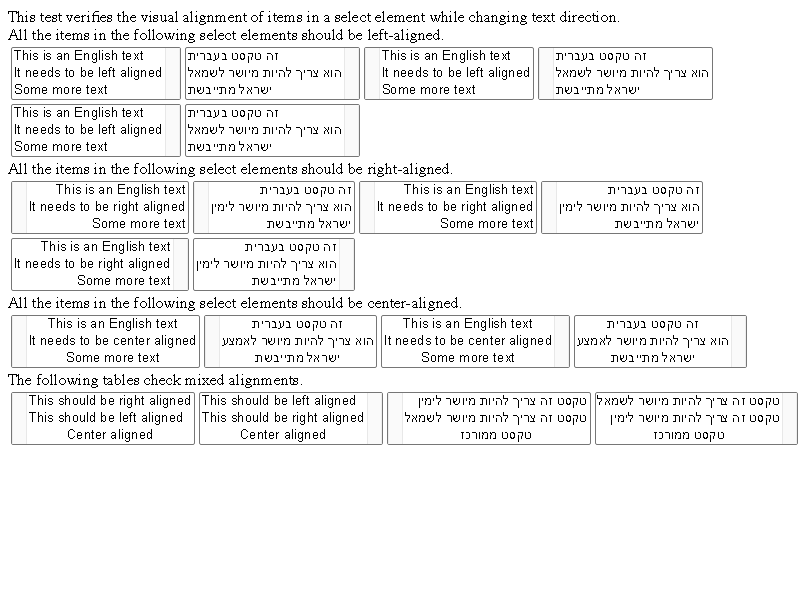 This test verifies the visual alignment of items in a select element while changing text direction.
All the items in the following select elements should be left-aligned.
This is an English text
It needs to be left aligned
Some more text
זה טקסט בעברית
הוא צריך להיות מיושר לשמאל
ישראל מתייבשת
This is an English text
It needs to be left aligned
Some more text
זה טקסט בעברית
הוא צריך להיות מיושר לשמאל
ישראל מתייבשת
This is an English text
It needs to be left aligned
Some more text
זה טקסט בעברית
הוא צריך להיות מיושר לשמאל
ישראל מתייבשת
All the items in the following select elements should be right-aligned.
This is an English text
It needs to be right aligned
Some more text
זה טקסט בעברית
הוא צריך להיות מיושר לימין
ישראל מתייבשת
This is an English text
It needs to be right aligned
Some more text
זה טקסט בעברית
הוא צריך להיות מיושר לימין
ישראל מתייבשת
This is an English text
It needs to be right aligned
Some more text
זה טקסט בעברית
הוא צריך להיות מיושר לימין
ישראל מתייבשת
All the items in the following select elements should be center-aligned.
This is an English text
It needs to be center aligned
Some more text
זה טקסט בעברית
הוא צריך להיות מיושר לאמצע
ישראל מתייבשת
This is an English text
It needs to be center aligned
Some more text
זה טקסט בעברית
הוא צריך להיות מיושר לאמצע
ישראל מתייבשת
The following tables check mixed alignments.
This should be right aligned
This should be left aligned
Center aligned
This should be left aligned
This should be right aligned
Center aligned
טקסט זה צריך להיות מיושר לימין
טקסט זה צריך להיות מיושר לשמאל
טקסט ממורכז
טקסט זה צריך להיות מיושר לשמאל
טקסט זה צריך להיות מיושר לימין
טקסט ממורכז